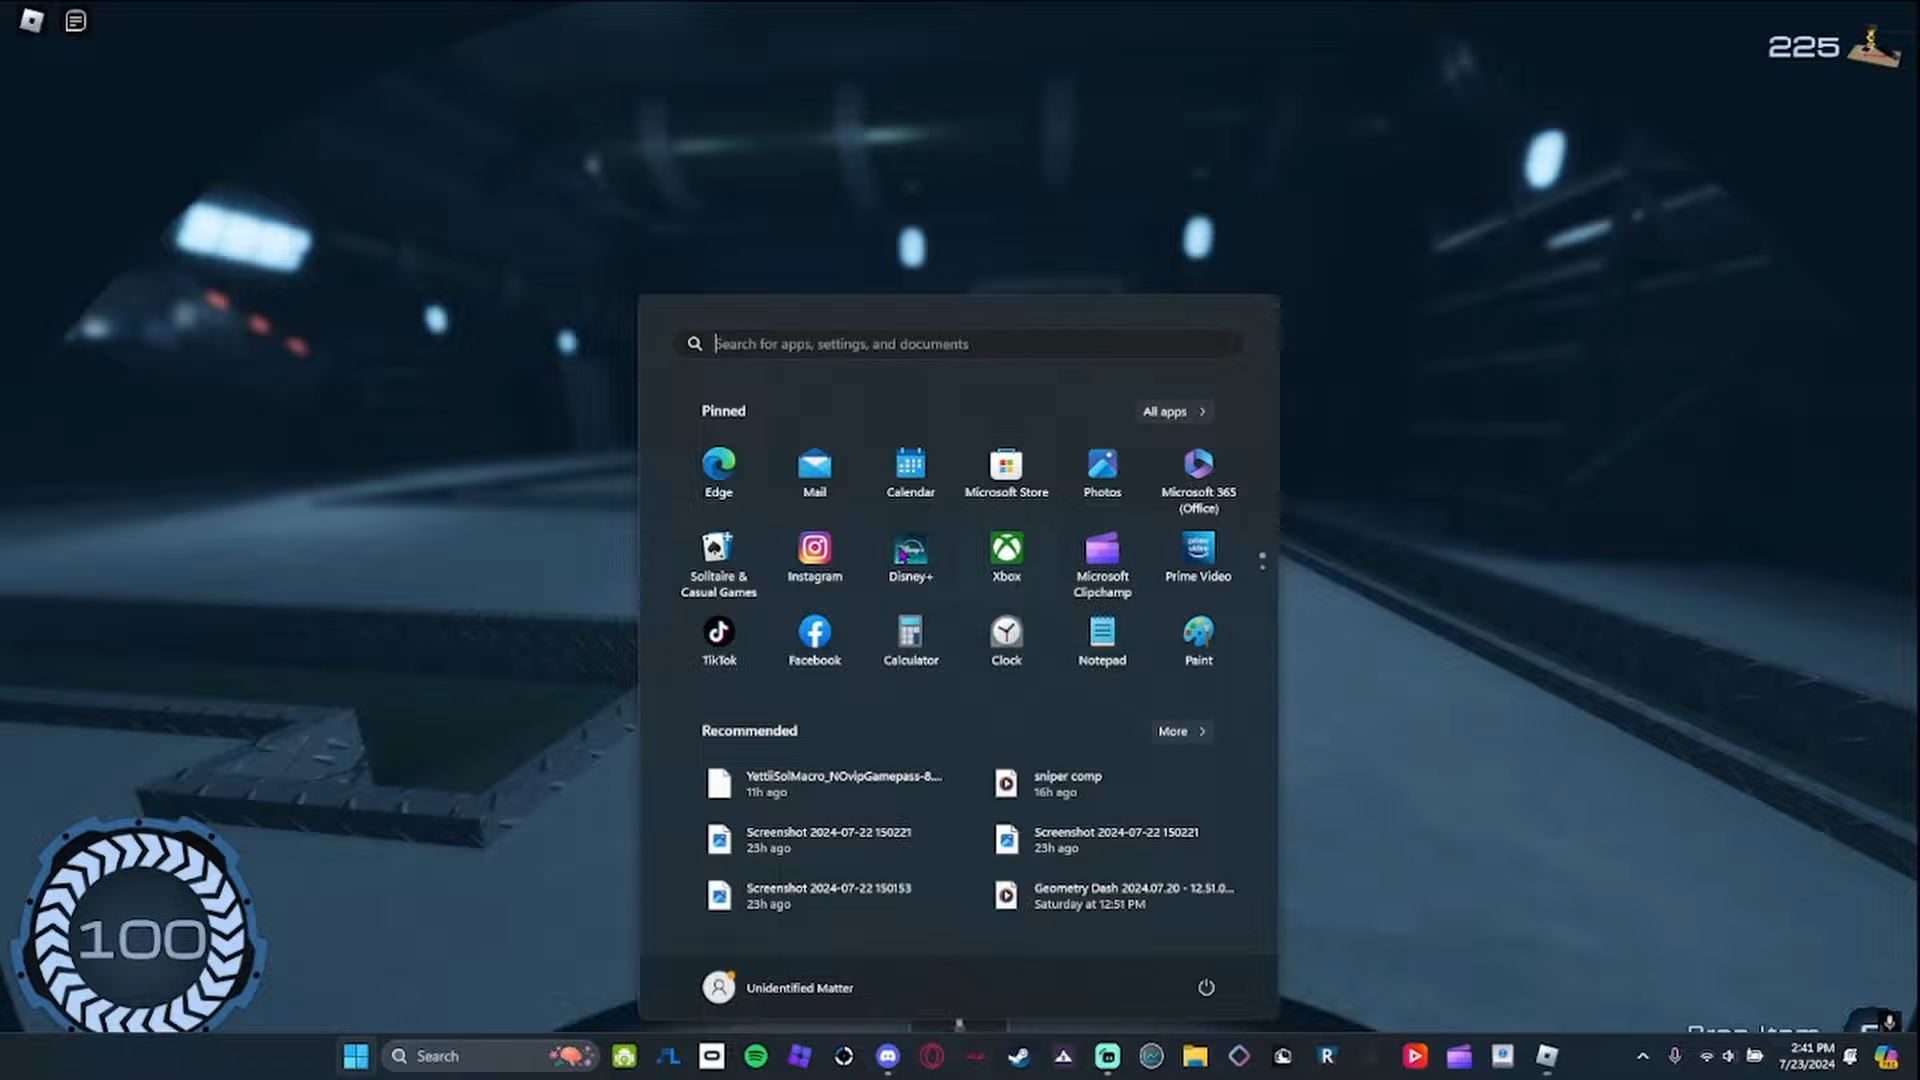 225
Search for apps, settings, and documents
Pinned
All apps
Edge
Mail
Calendar
Microsoft Store
Photos
Microsoft 365
(Office)
Solitaire &
Casual Games
Instagram
Disney+
Xbox
Microsoft
Clipchamp
Prime Video
TikTok
Facebook
Calculator
Clock
Notepad
Paint
Recommended
More
YettiiSolMacro_NOvipGamepass-8....
11h ago
sniper comp
16h ago
Screenshot 2024-07-22 150221
23h ago
Screenshot 2024-07-22 150221
23h ago
Screenshot 2024-07-22 150153
23h ago
Geometry Dash 2024.07.20 - 12.51.0...
Saturday at 12:51 PM
100
Unidentified Matter
Search
2:41 PM
7/23/2024